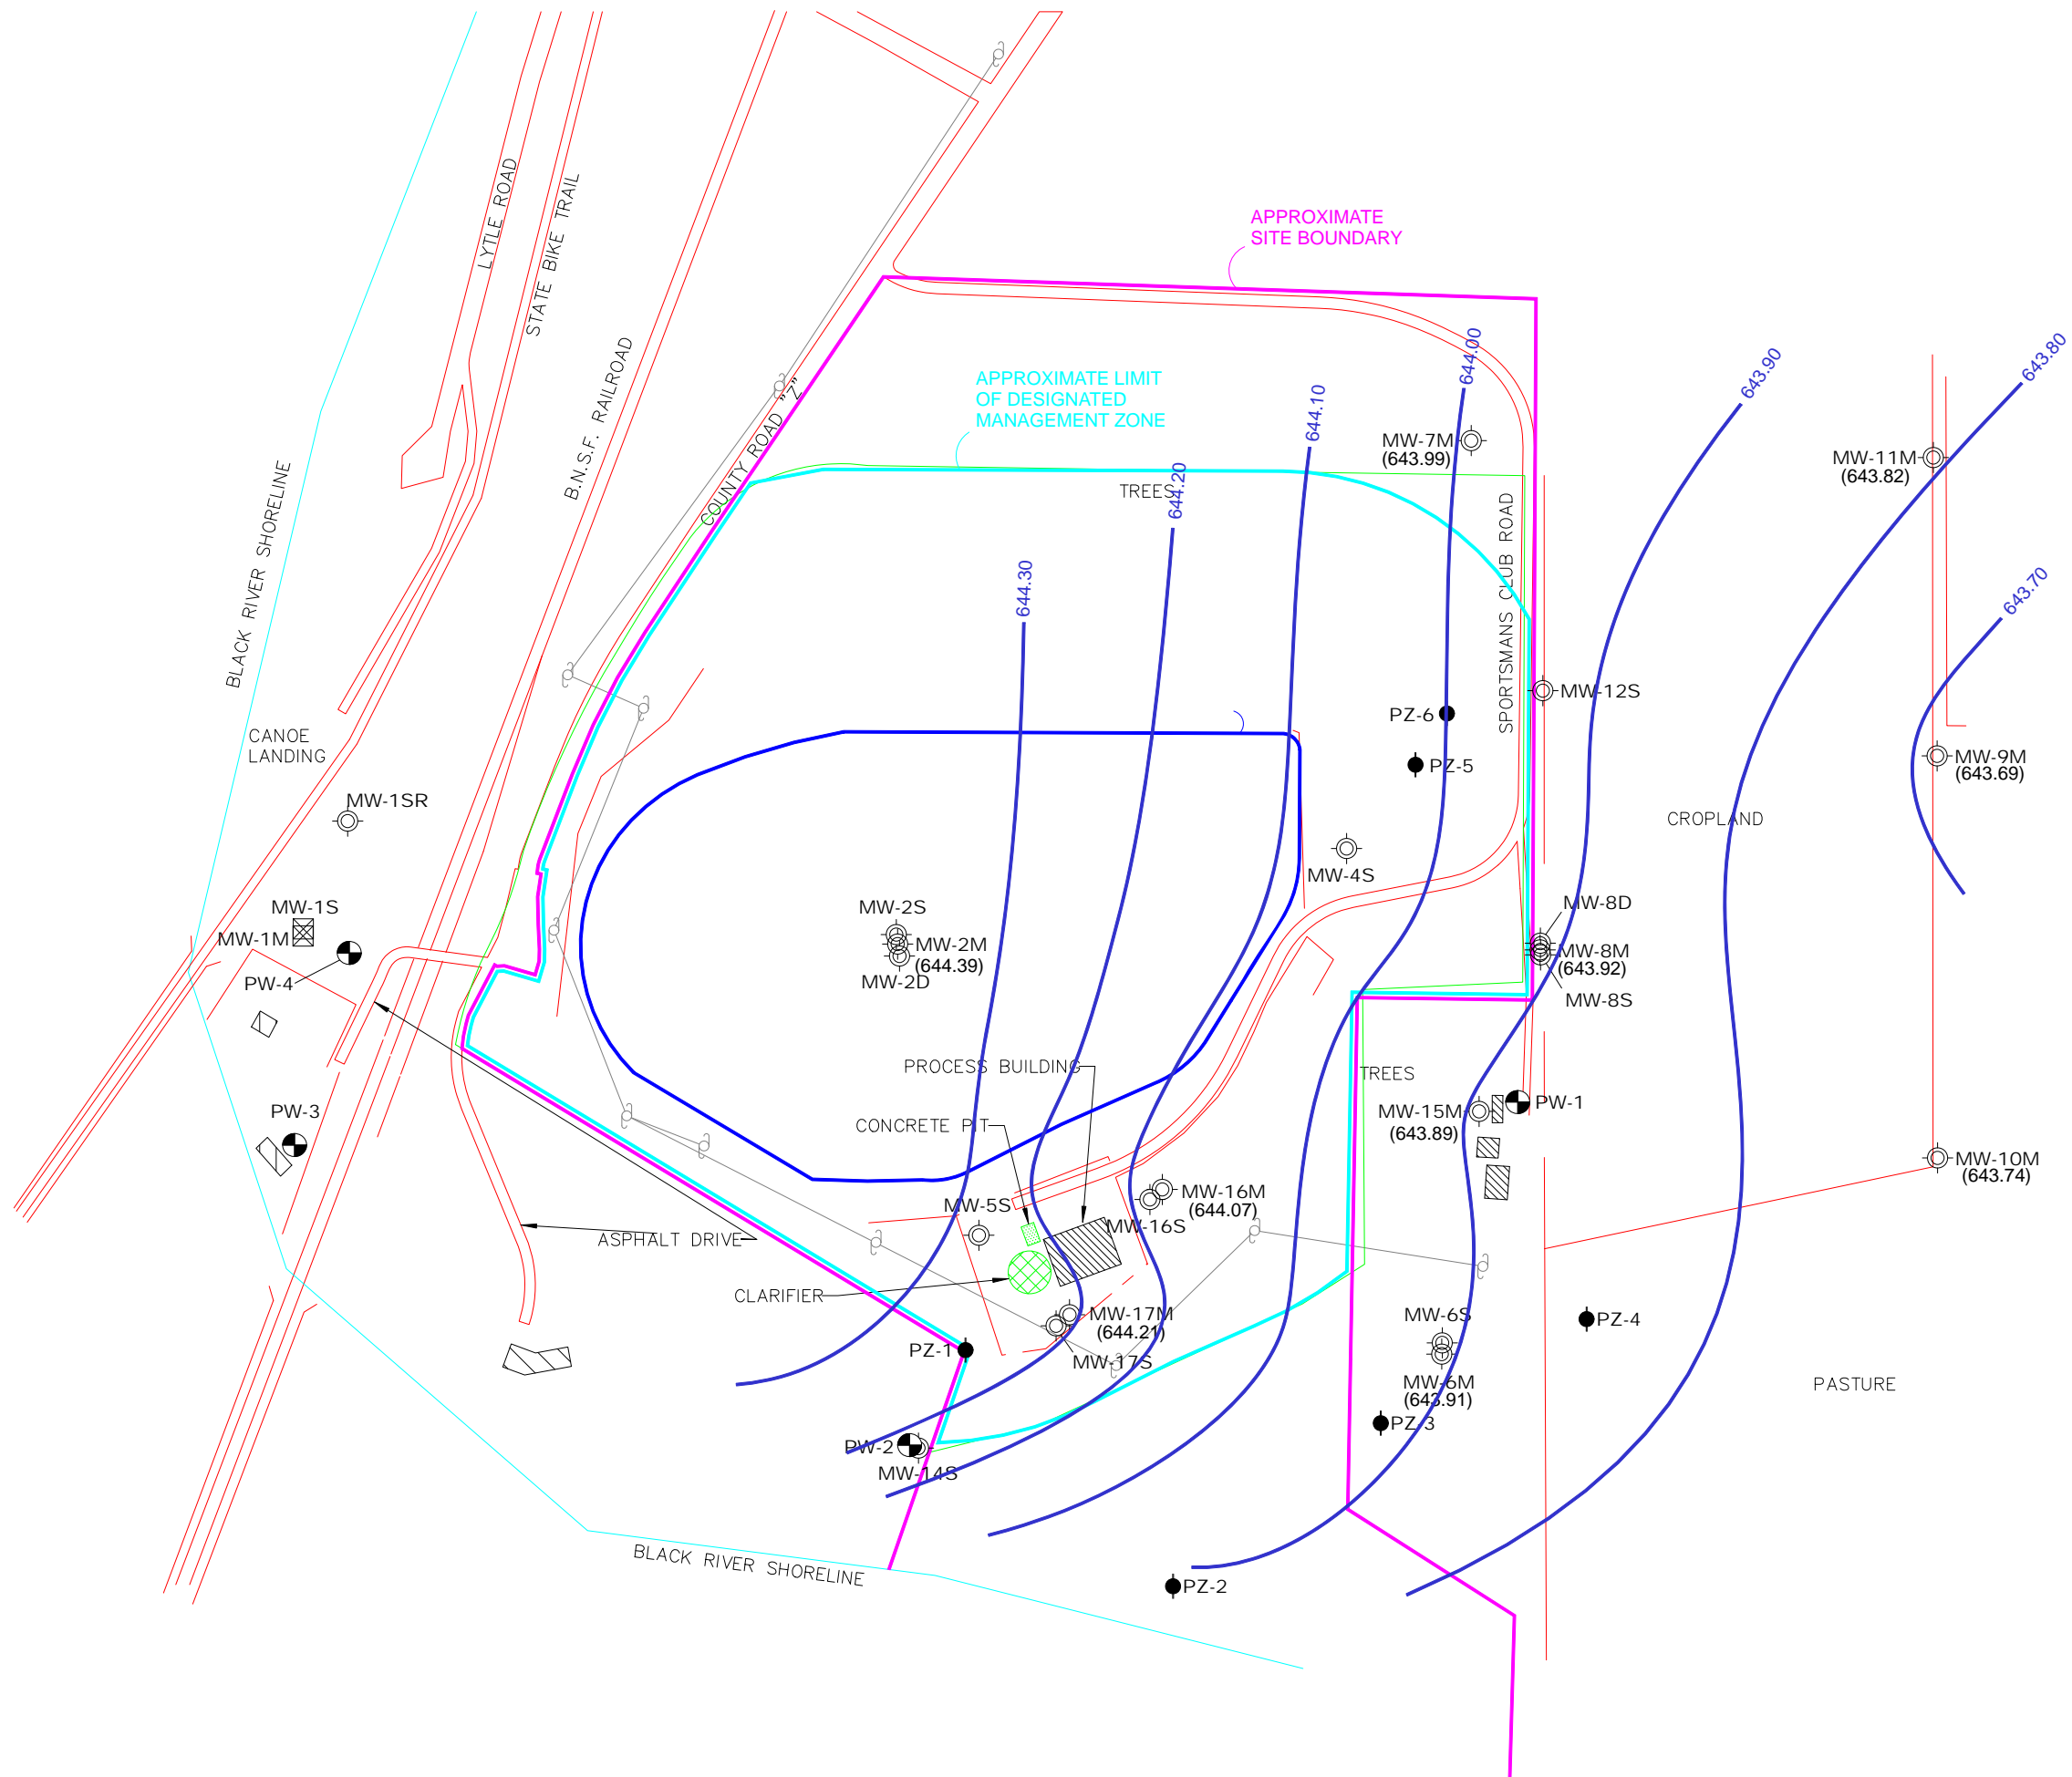 APPROXIMATE
SITE BOUNDARY
LYTLE ROAD
STATE BIKE TRAIL
B.N.S.F. RAILROAD
COUNTY ROAD "Z"
APPROXIMATE LIMIT
OF DESIGNATED
MANAGEMENT ZONE
644.00
643.90
643.80
644.10
644.20
644.30
643.70
MW-7M
(643.99)
MW-11M
(643.82)
TREES
SPORTSMANS CLUB ROAD
BLACK RIVER SHORELINE
CANOE
LANDING
MW-12S
PZ-6
PZ-5
MW-9M
(643.69)
MW-1SR
CROPLAND
MW-4S
MW-1S
MW-1M
PW-4
MW-2S
MW-2M
(644.39)
MW-2D
MW-8D
MW-8M
(643.92)
MW-8S
PROCESS BUILDING
TREES
PW-3
CONCRETE PIT
MW-15M
(643.89)
PW-1
MW-10M
(643.74)
MW-5S
MW-16M
(644.07)
MW-16S
ASPHALT DRIVE
CLARIFIER
MW-17M
(644.21)
MW-17S
PZ-1
MW-6S
PZ-4
MW-6M
(643.91)
PZ-3
PASTURE
PW-2
MW-14S
BLACK RIVER SHORELINE
PZ-2